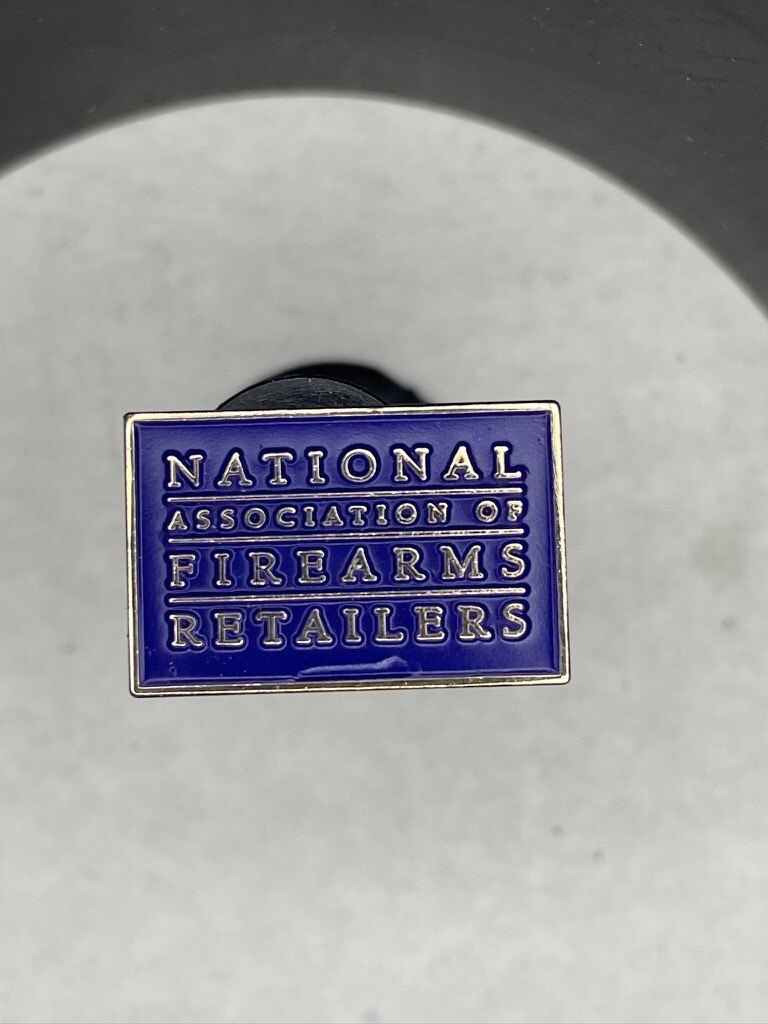 NATIONAL
ASSOCIATION OF
FIREARMS
RETAILERS